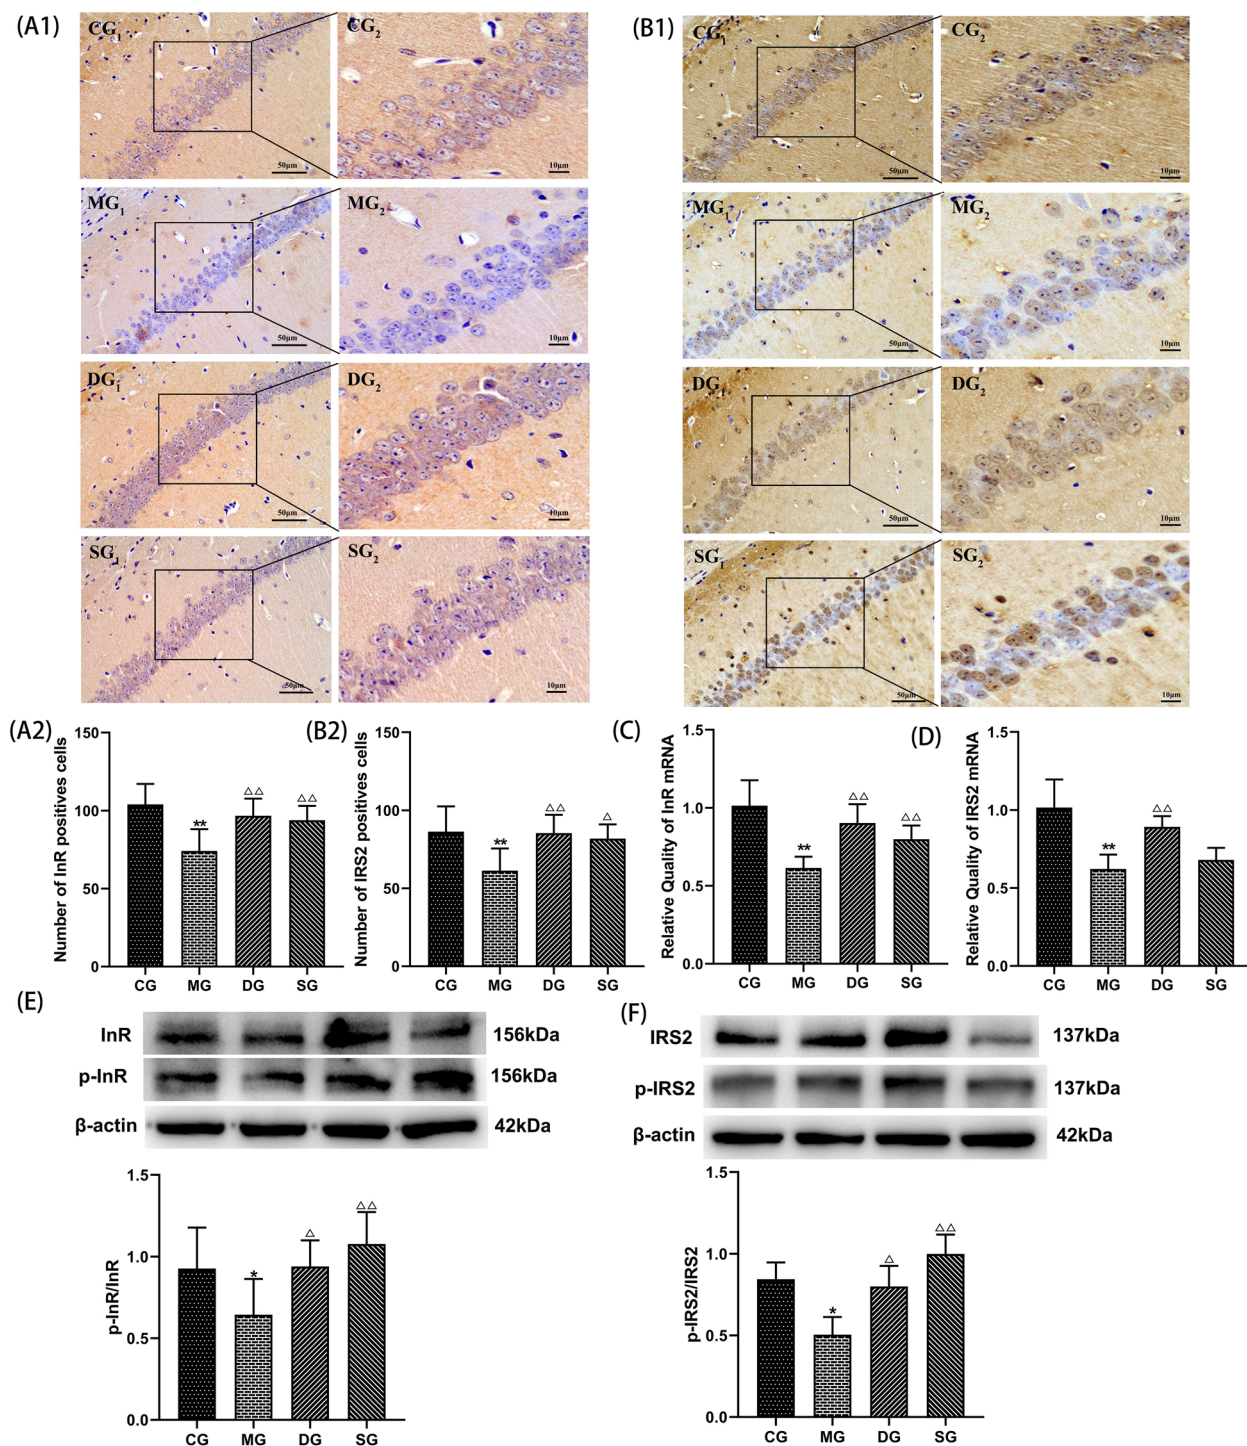 (A1)
CG1
50μm
CG2
10μm
MG1
50μm
MG2
10μm
DG1
50μm
DG2
10μm
SG1
50μm
SG2
10μm
(B1)
CG1
50μm
CG2
10μm
MG1
50μm
MG2
10μm
DG1
50μm
DG2
10μm
SG1
50μm
SG2
10μm
(A2)
Number of InR positives cells
150
100
50
0
**
△△
△△
CG MG DG SG
(B2)
Number of IRS2 positives cells
150
100
50
0
**
△△
△
CG MG DG SG
(C)
Relative Quality of InR mRNA
1.5
1.0
0.5
0.0
**
△△
△△
CG MG DG SG
(D)
Relative Quality of IRS2 mRNA
1.5
1.0
0.5
0.0
**
△△
CG MG DG SG
(E)
InR 156kDa
p-InR 156kDa
β-actin 42kDa
p-InR/InR
1.5
1.0
0.5
0.0
*
△
△△
CG MG DG SG
(F)
IRS2 137kDa
p-IRS2 137kDa
β-actin 42kDa
p-IRS2/IRS2
1.5
1.0
0.5
0.0
*
△
△△
CG MG DG SG